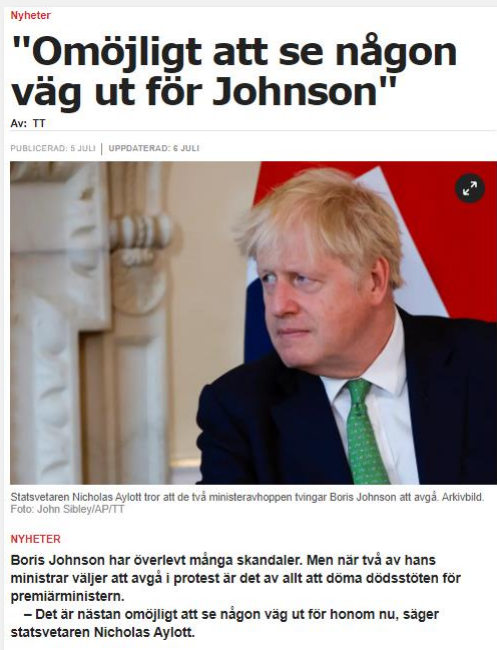 Nyheter
"Omöjligt att se någon
väg ut för Johnson"
Av: TT
PUBLICERAD: 5 JULI | UPPDATERAD: 6 JULI
Statsvetaren Nicholas Aylott tror att de två ministeravhoppen tvingar Boris Johnson att avgå. Arkivbild.
Foto: John Sibley/AP/TT
NYHETER
Boris Johnson har överlevt många skandaler. Men när två av hans
ministrar väljer att avgå i protest är det av allt att döma dödsstöten för
premiärministern.
– Det är nästan omöjligt att se någon väg ut för honom nu, säger
statsvetaren Nicholas Aylott.